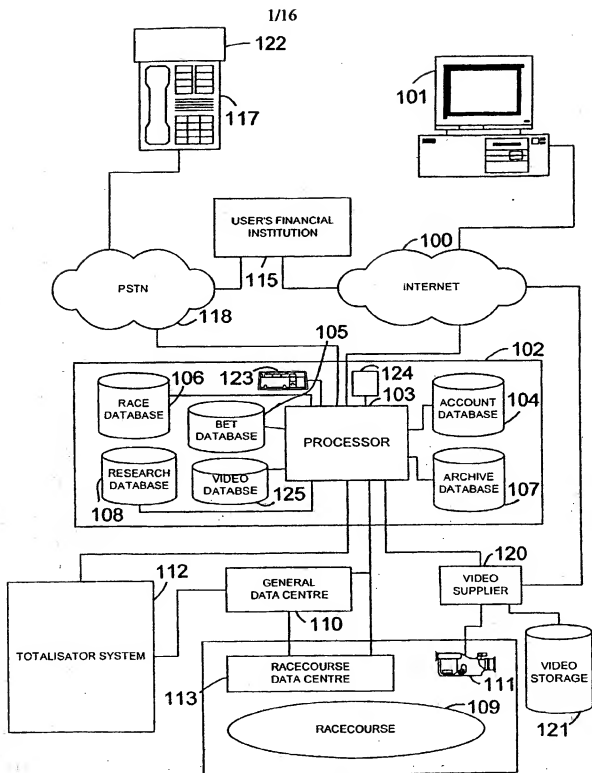 1/16
122
117
101
USER'S FINANCIAL
INSTITUTION
115
100
PSTN
INTERNET
118
105
102
123
124
106
103
RACE
DATABASE
BET
DATABASE
PROCESSOR
ACCOUNT
DATABASE
104
RESEARCH
DATABASE
VIDEO
DATABSE
125
108
ARCHIVE
DATABASE
107
112
120
GENERAL
DATA CENTRE
110
VIDEO
SUPPLIER
TOTALISATOR SYSTEM
RACECOURSE
DATA CENTRE
113
111
VIDEO
STORAGE
121
109
RACECOURSE